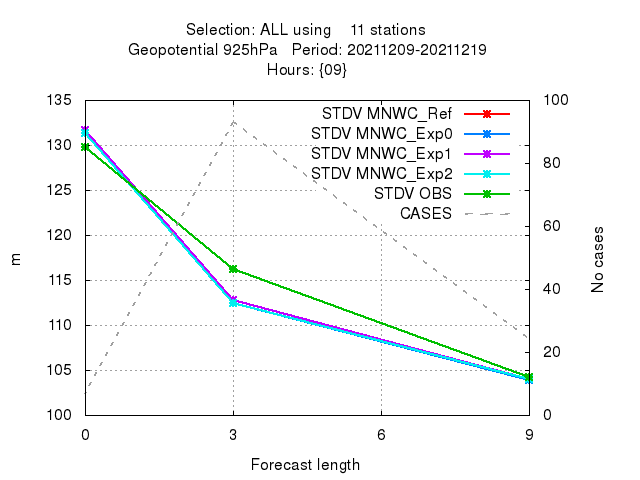 Selection: ALL using 11 stations
Geopotential 925hPa Period: 20211209-20211219
Hours: {09}
STDV MNWC_Ref
STDV MNWC_Exp0
STDV MNWC_Exp1
STDV MNWC_Exp2
STDV OBS
CASES
135
130
125
120
115
110
105
100
m
100
80
60
40
20
0
No cases
0 3 6 9
Forecast length